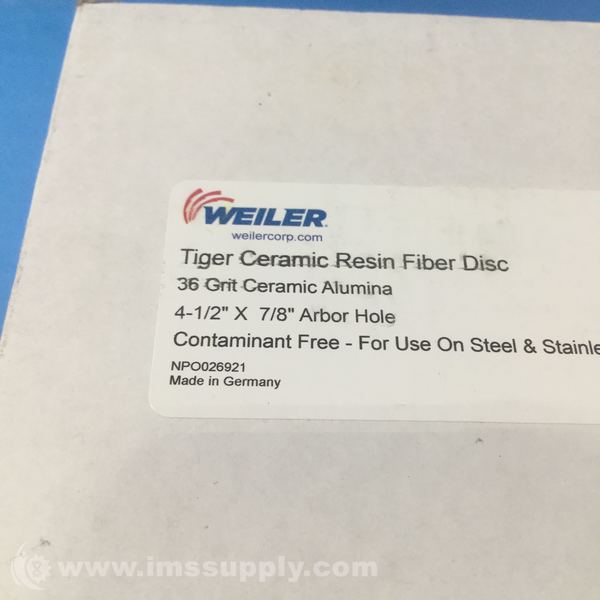 WEILER
weilercorp.com
Tiger Ceramic Resin Fiber Disc
36 Grit Ceramic Alumina
4-1/2" X 7/8" Arbor Hole
Contaminant Free - For Use On Steel & Stainle
NPO026921
Made in Germany
© www.imssupply.com